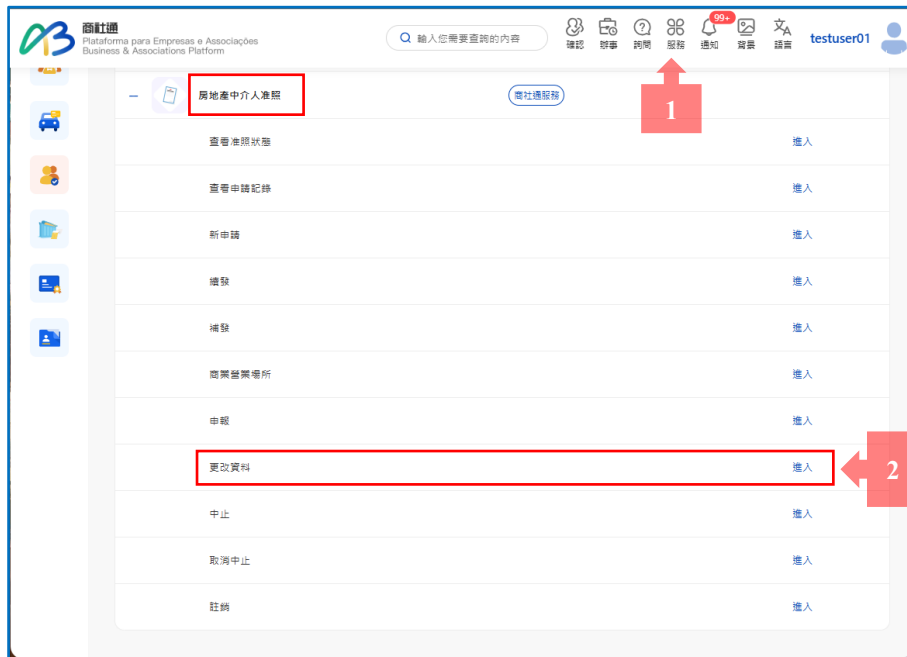 商社通
Plataforma para Empresas e Associações
Business & Associations Platform
輸入您需要查詢的內容
確認
辦事
詢問
服務
99+
通知
背景
語言
testuser01
1
房地產中介人准照
商社通服務
查看准照狀態
進入
查看申請記錄
進入
新申請
進入
續發
進入
補發
進入
商業營業場所
進入
申報
進入
更改資料
進入
2
中止
進入
取消中止
進入
註銷
進入